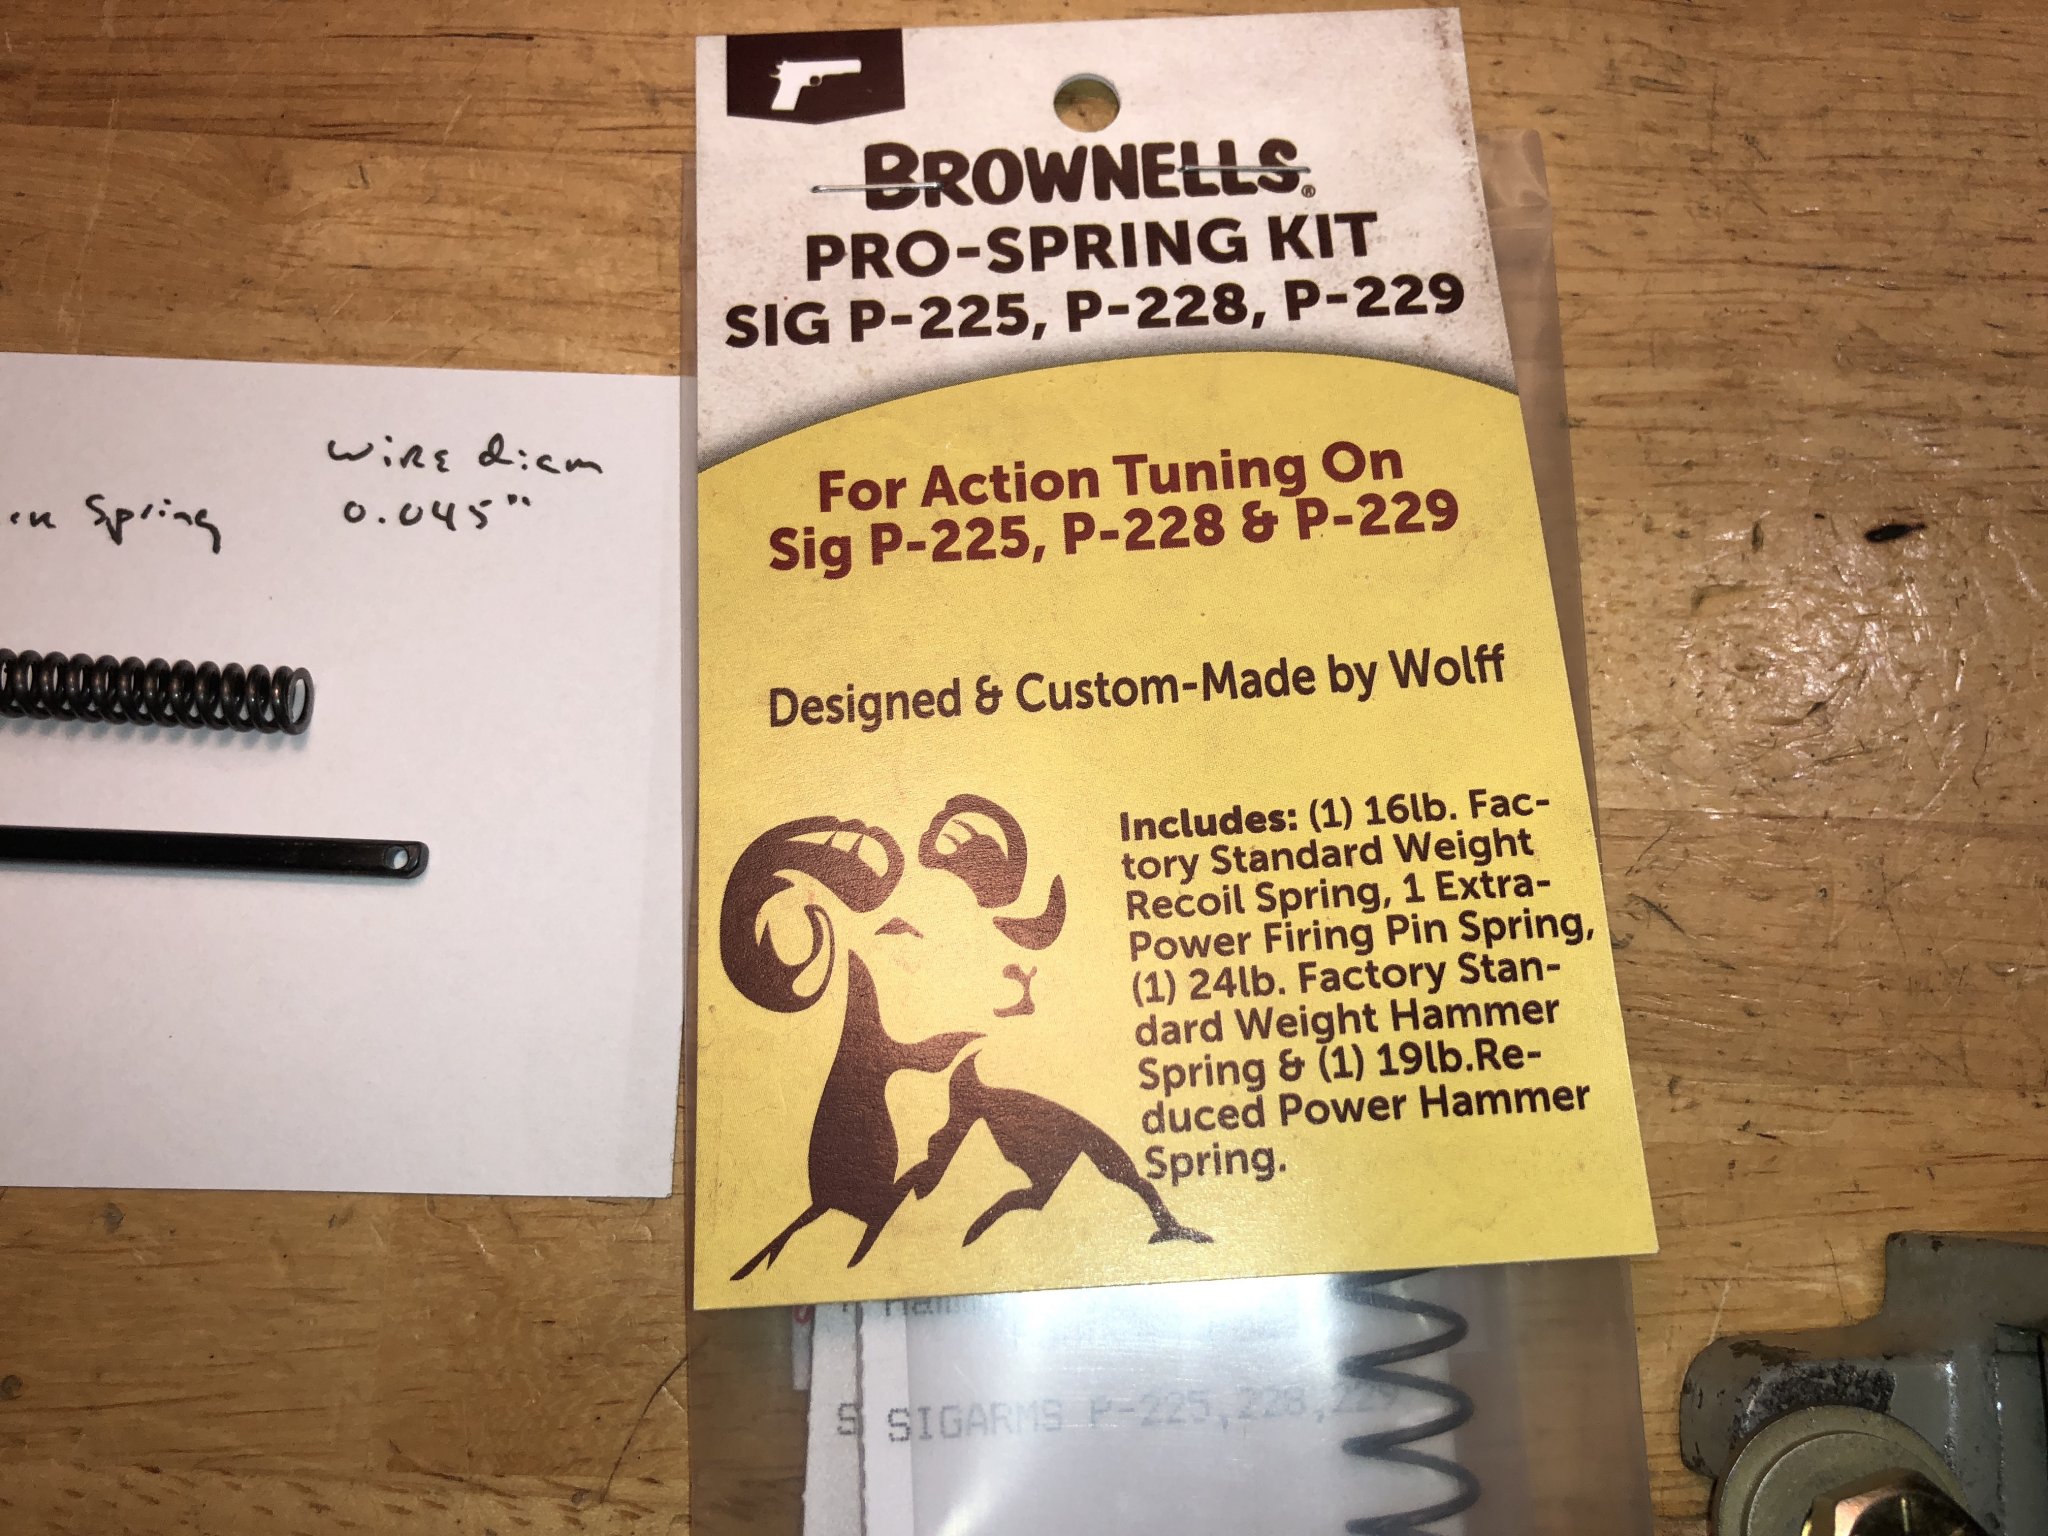 BROWNELLS®
PRO-SPRING KIT
SIG P-225, P-228, P-229
For Action Tuning On
Sig P-225, P-228 & P-229
Designed & Custom-Made by Wolff
Includes: (1) 16lb. Fac-
tory Standard Weight
Recoil Spring, 1 Extra-
Power Firing Pin Spring,
(1) 24lb. Factory Stan-
dard Weight Hammer
Spring & (1) 19lb.Re-
duced Power Hammer
Spring.
wire diam
Spring 0.045"
S SIGARMS P-225,228,229